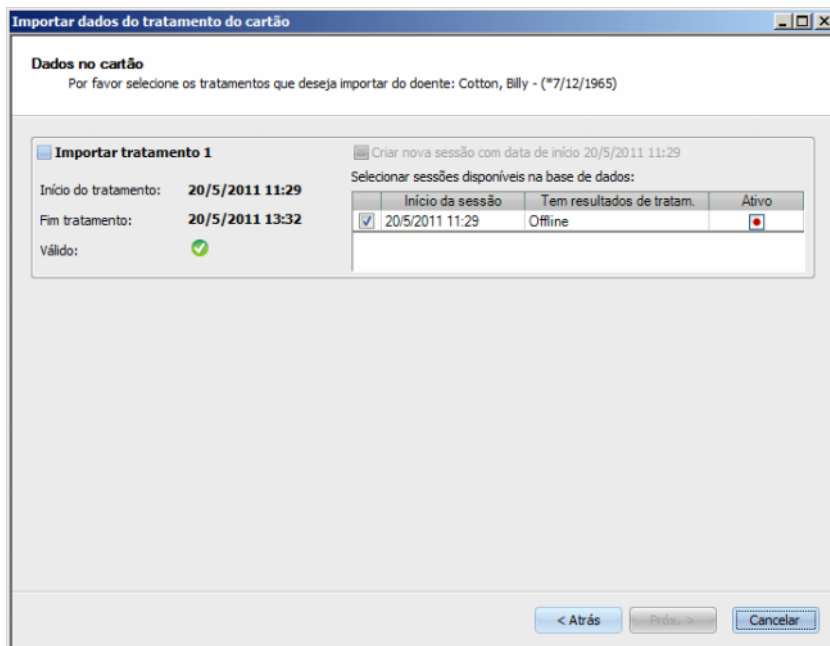 Importar dados do tratamento do cartão
Dados no cartão
Por favor selecione os tratamentos que deseja importar do doente: Cotton, Billy - (*7/12/1965)
Importar tratamento 1
Início do tratamento: 20/5/2011 11:29
Fim tratamento: 20/5/2011 13:32
Válido:
Criar nova sessão com data de início 20/5/2011 11:29
Selecionar sessões disponíveis na base de dados:
Início da sessão Tem resultados de tratam. Ativo
20/5/2011 11:29 Offline
< Atrás Próx. > Cancelar